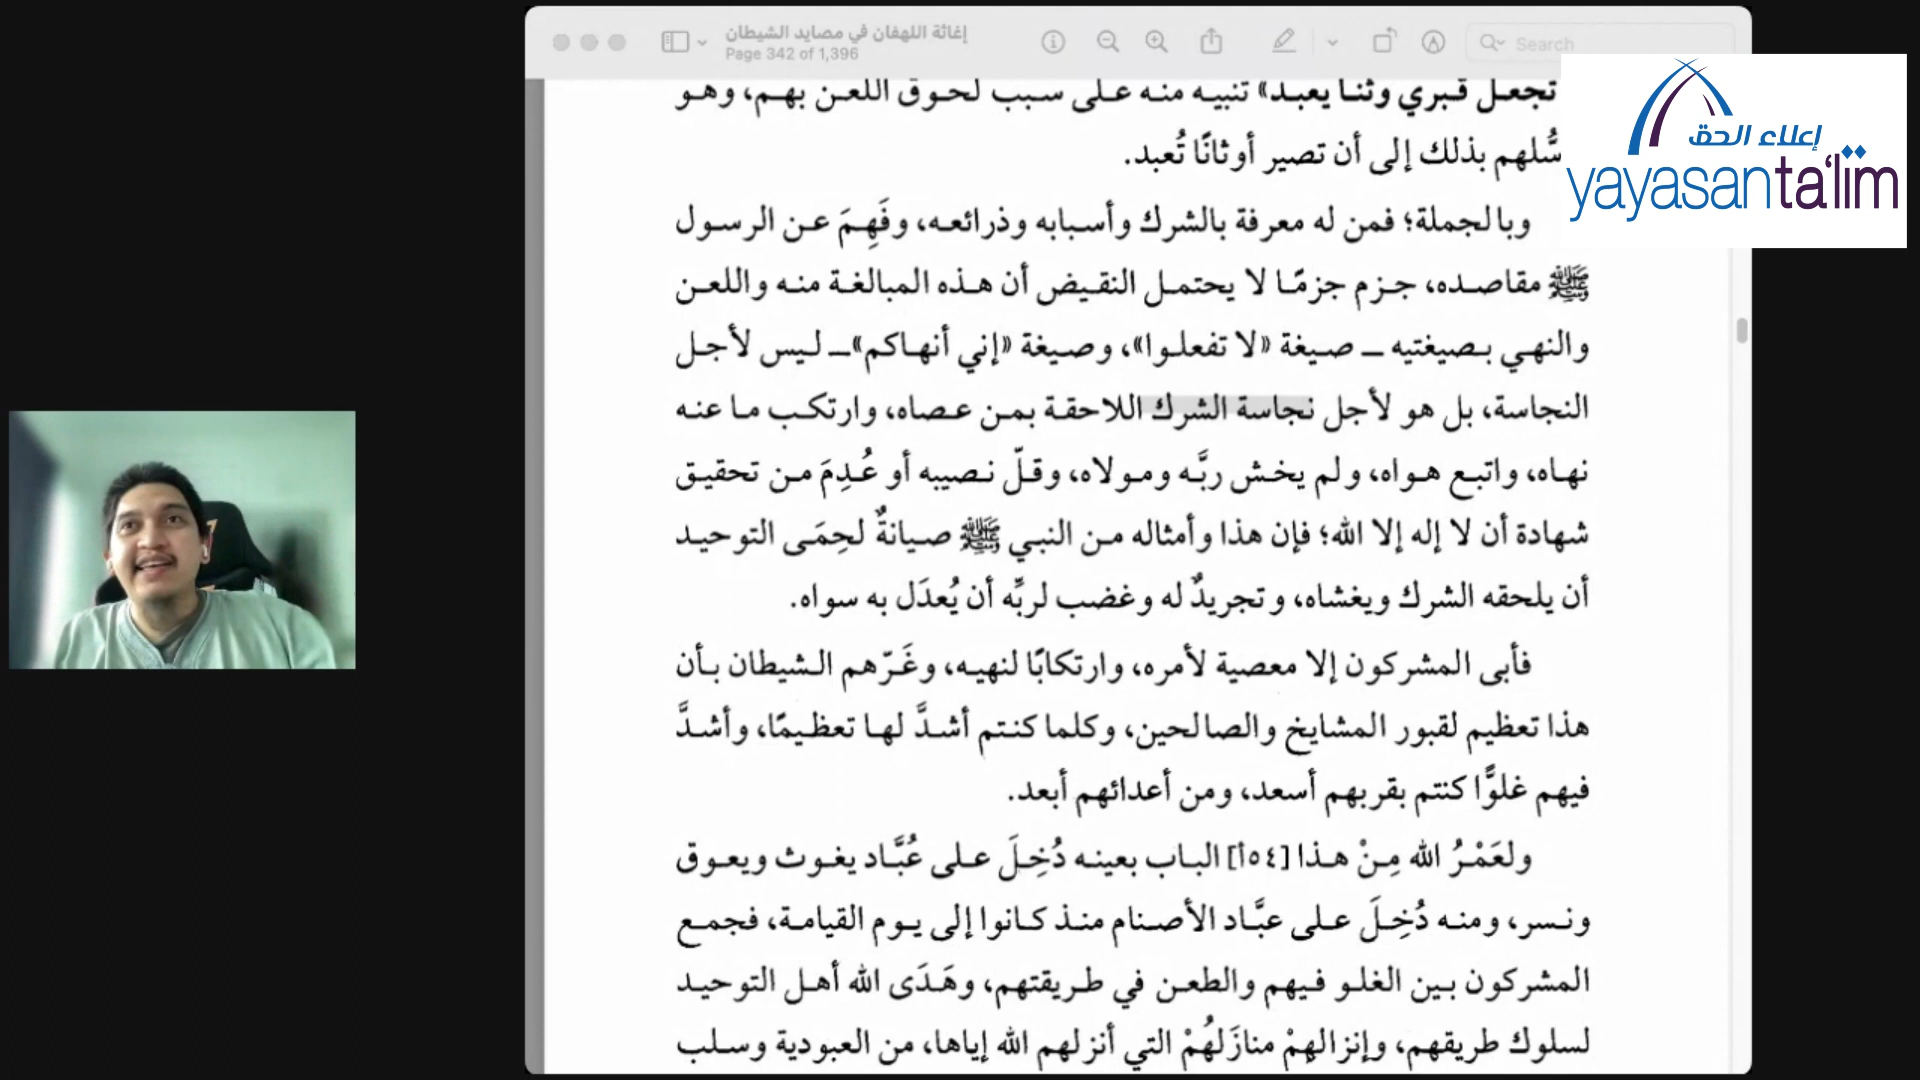 إغاثة اللهفان في مصايد الشيطان
Page 342 of 1,396
Search
إعلاء الحق
yayasanta'lim
تجعل قبري وثنا يعبد» تنبيه منه على سبب لحوق اللعن بهم، وهو
سُّلهم بذلك إلى أن تصير أوثانًا تُعبد.
وبالجملة؛ فمن له معرفة بالشرك وأسبابه وذرائعه، وفَهِمَ عن الرسول
ﷺ مقاصده، جزم جزمًا لا يحتمل النقيض أن هذه المبالغة منه واللعن
والنهي بصيغتيه ــ صيغة «لا تفعلوا»، وصيغة «إني أنهاكم»ــ ليس لأجل
النجاسة، بل هو لأجل نجاسة الشرك اللاحقة بمن عصاه، وارتكب ما عنه
نهاه، واتبع هواه، ولم يخش ربَّه ومولاه، وقلّ نصيبه أو عُدِمَ من تحقيق
شهادة أن لا إله إلا الله؛ فإن هذا وأمثاله من النبي ﷺ صيانةٌ لحِمَى التوحيد
أن يلحقه الشرك ويغشاه، وتجريدٌ له وغضب لربِّه أن يُعدَل به سواه.
فأبى المشركون إلا معصية لأمره، وارتكابًا لنهيه، وغَرّهم الشيطان بأن
هذا تعظيم لقبور المشايخ والصالحين، وكلما كنتم أشدَّ لها تعظيمًا، وأشدَّ
فيهم غلوًّا كنتم بقربهم أسعد، ومن أعدائهم أبعد.
ولعَمْرُ الله مِنْ هذا [٥٤أ] الباب بعينه دُخِلَ على عُبَّاد يغوث ويعوق
ونسر، ومنه دُخِلَ على عبَّاد الأصنام منذ كانوا إلى يوم القيامة، فجمع
المشركون بين الغلو فيهم والطعن في طريقتهم، وهَدَى الله أهل التوحيد
لسلوك طريقهم، وإنزالهِمْ منازَلهُمْ التي أنزلهم الله إياها، من العبودية وسلب